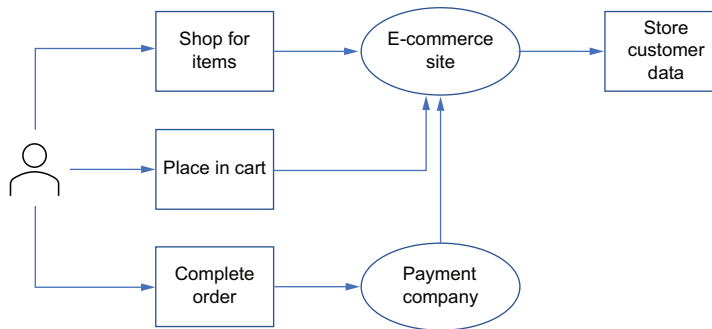 Shop for
items
E-commerce
site
Store
customer
data
Place in cart
Complete
order
Payment
company